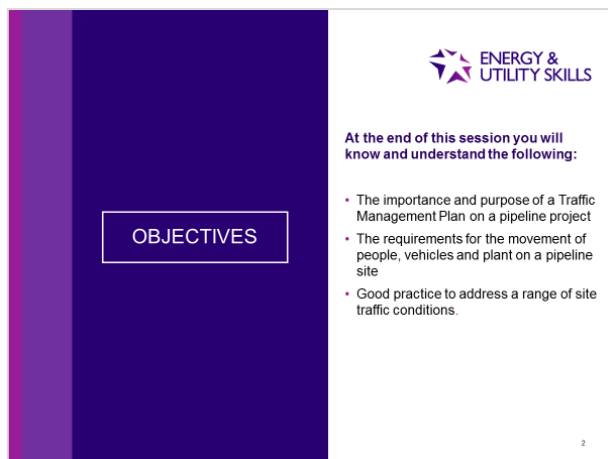 ENERGY &
UTILITY SKILLS
At the end of this session you will
know and understand the following:
OBJECTIVES
• The importance and purpose of a Traffic
Management Plan on a pipeline project
• The requirements for the movement of
people, vehicles and plant on a pipeline
site
• Good practice to address a range of site
traffic conditions.
2